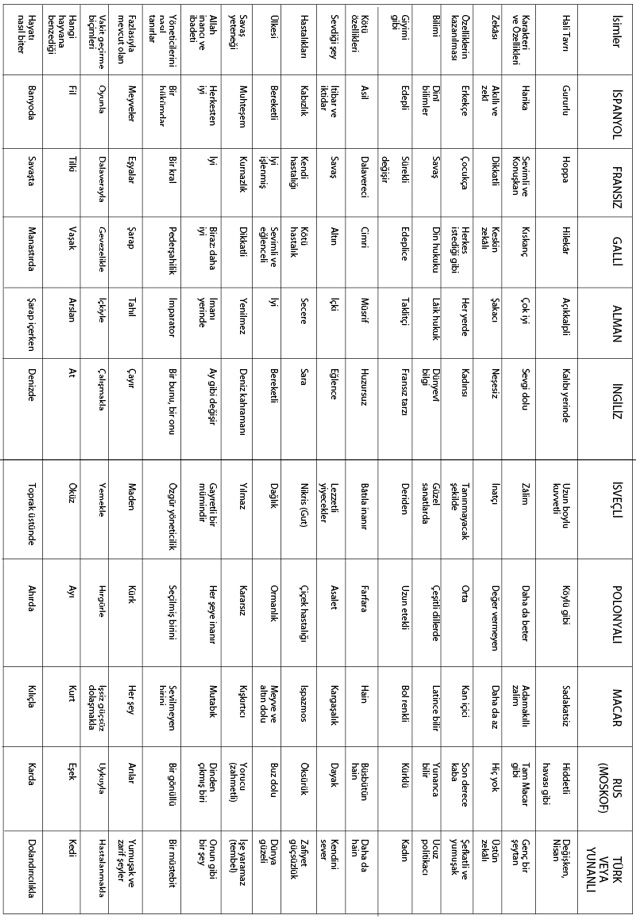 İsimler İSPANYOL FRANSIZ GALLİ ALMAN İNGİLİZ İSVEÇLİ POLONYALI MACAR RUS (MOSKOF) TÜRK VEYA YUNANLI
Hali Tavrı Gururlu Hoppa Hilekâr Açıkkalpli Kalıbı yerinde Uzun boylu kuvvetli Köylü gibi Sadakatsiz Hiddetli havası gibi Değişken, Nisan
Karakteri ve Özellikleri Harika Sevimli ve Konuşkan Kıskanç Çok iyi Sevgi dolu Zâlim Daha da beter Adamakıllı zalim Tam Macar gibi Genç bir şeytan
Zekâsı Akıllı ve zekî Dikkatli Keskin zekâlı Şakacı Neşesiz İnatçı Değer vermeyen Daha da az Hiç yok Üstün zekâlı
Özelliklerin kazanılması Erkekçe Çocukça Herkes istediği gibi Her yerde Kadınsı Tanınmayacak şekilde Orta Kan içici Son derece kaba Şefkatli ve yumuşak
Bilimi Dinî bilimler Savaş Din hukuku Lâik hukuk Dünyevî bilgi Güzel sanatlarda Çeşitli dillerde Latince bilir Yunanca bilir Ucuz politikacı
Giyimi gibi Edepli Sürekli değişir Edeplice Taklitçi Fransız tarzı Deriden Uzun etekli Bol renkli Kürklü Kadın
Kötü özellikleri Asil Dalavereci Cimri Müsrif Huzursuz Bâtıla inanır Farfara Hain Büsbütün hain Daha da hain
Sevdiği şey İtibar ve iktidar Savaş Altın İçki Eğlence Lezzetli yiyecekler Asalet Kargaşalık Dayak Kendini sever
Hastalıkları Kabızlık Kendi hastalığı Kötü hastalık Secere Sara Nikris (Gut) Çiçek hastalığı Ispazmos Öksürük Zafiyet güçsüzlük
Ülkesi Bereketli İyi işlenmiş Sevimli ve eğlenceli İyi Bereketli Dağlık Ormanlık Meyve ve altın dolu Buz dolu Dünya güzeli
Savaş yeteneği Muhteşem Kurnazlık Dikkatli Yenilmez Deniz kahramanı Yılmaz Kararsız Kışkırtıcı Yorucu (zahmetli) İşe yaramaz (tembel)
Allah inancı ve ibadeti Herkesten iyi İyi Biraz daha iyi İmanı yerinde Ay gibi değişir Gayretli bir mümindir Her şeye inanır Mutabık Dinden çıkmış biri Onun gibi bir şey
Yöneticilerini nasıl tanırlar Bir hükümdar Bir kral Pederşahilik İmparator Bir bunu, bir onu Özgür yöneticilik Seçilmiş birini Sevilmeyen birini Bir gönüllü Bir müstebit
Fazlasıyla mevcut olan Meyveler Eşyalar Şarap Tahıl Çayır Maden Kürk Her şey Arılar Yumuşak ve zarif şeyler
Vakit geçirme biçimleri Oyunla Dalaverayla Gevezelikle İçkiyle Çalışmakla Yemekle Hırgürle İşsiz güçsüz dolaşmakla Uykuyla Hastalanmakla
Hangi hayvana benzediği Fil Tilki Vaşak Arslan At Öküz Ayı Kurt Eşek Kedi
Hayatı nasıl biter Banyoda Savaşta Manastırda Şarap içerken Denizde Toprak üstünde Ahırda Kılıçla Karda Dolandırıcılıkla